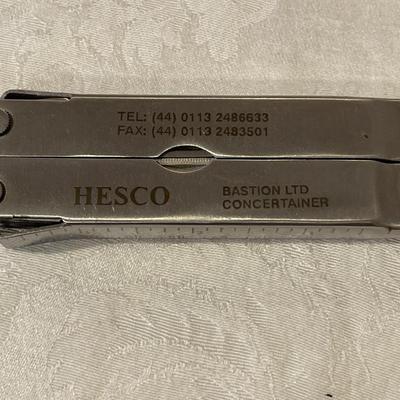 TEL: (44) 0113 2486633
FAX: (44) 0113 2483501
HESCO
BASTION LTD
CONCERTAINER